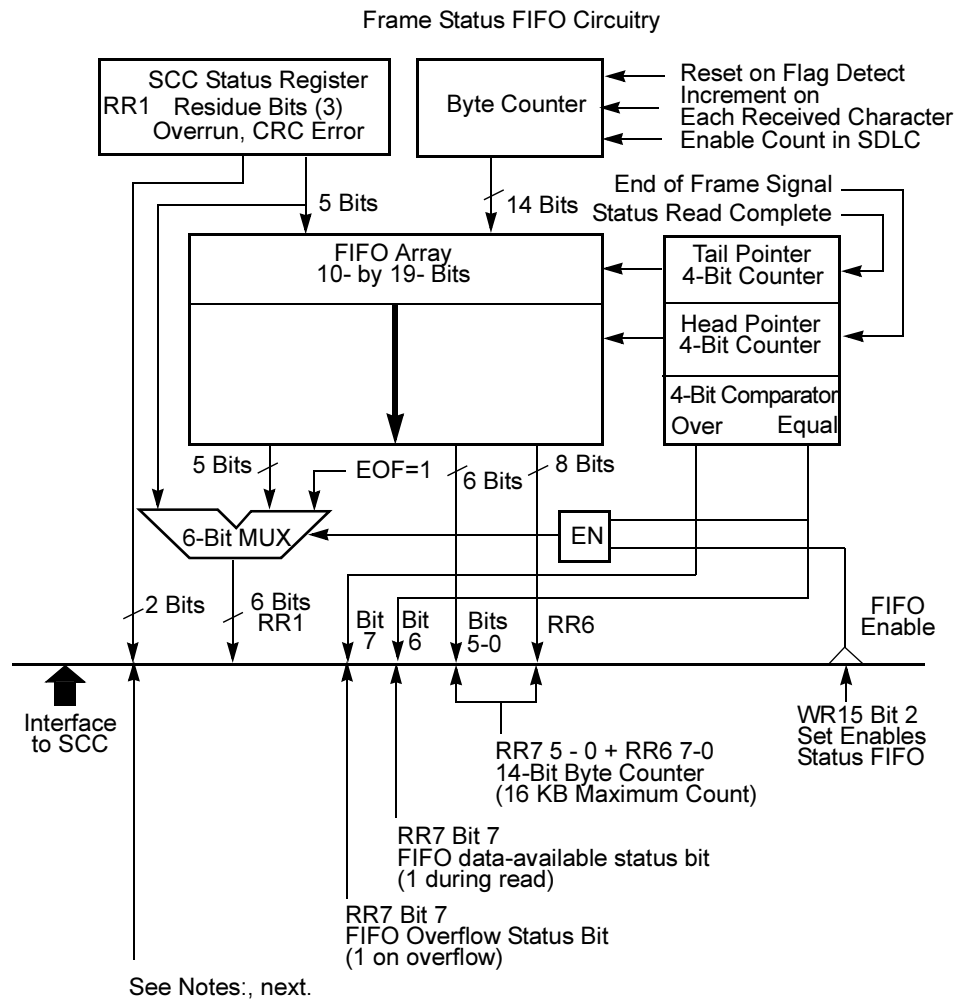 Frame Status FIFO Circuitry
SCC Status Register
RR1 Residue Bits (3)
Overrun, CRC Error
Byte Counter
Reset on Flag Detect
Increment on
Each Received Character
Enable Count in SDLC
End of Frame Signal
Status Read Complete
5 Bits
14 Bits
FIFO Array
10- by 19- Bits
Tail Pointer
4-Bit Counter
Head Pointer
4-Bit Counter
4-Bit Comparator
Over Equal
5 Bits
EOF=1
6 Bits
8 Bits
6-Bit MUX
EN
2 Bits
6 Bits
RR1
Bit
7
Bit
6
Bits
5-0
RR6
FIFO
Enable
Interface
to SCC
WR15 Bit 2
Set Enables
Status FIFO
RR7 5 - 0 + RR6 7-0
14-Bit Byte Counter
(16 KB Maximum Count)
RR7 Bit 7
FIFO data-available status bit
(1 during read)
RR7 Bit 7
FIFO Overflow Status Bit
(1 on overflow)
See Notes:, next.